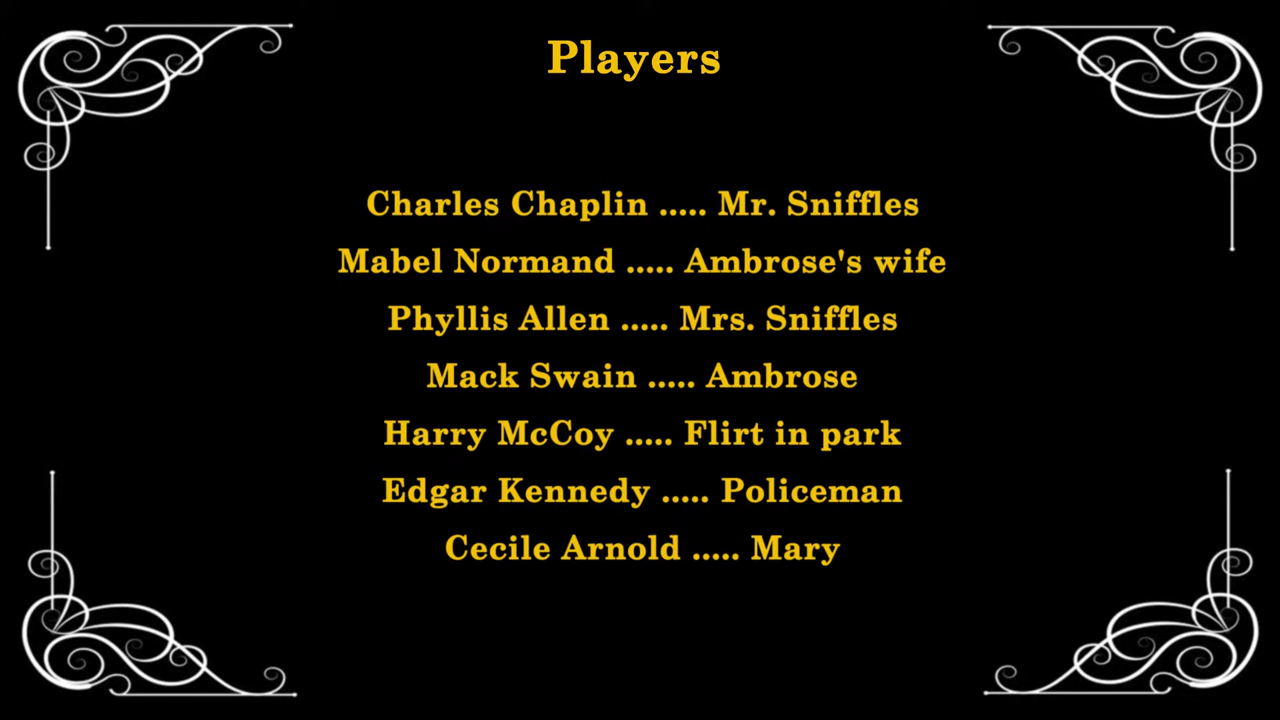 Players
Charles Chaplin ..... Mr. Sniffles
Mabel Normand ..... Ambrose's wife
Phyllis Allen ..... Mrs. Sniffles
Mack Swain ..... Ambrose
Harry McCoy ..... Flirt in park
Edgar Kennedy ..... Policeman
Cecile Arnold ..... Mary